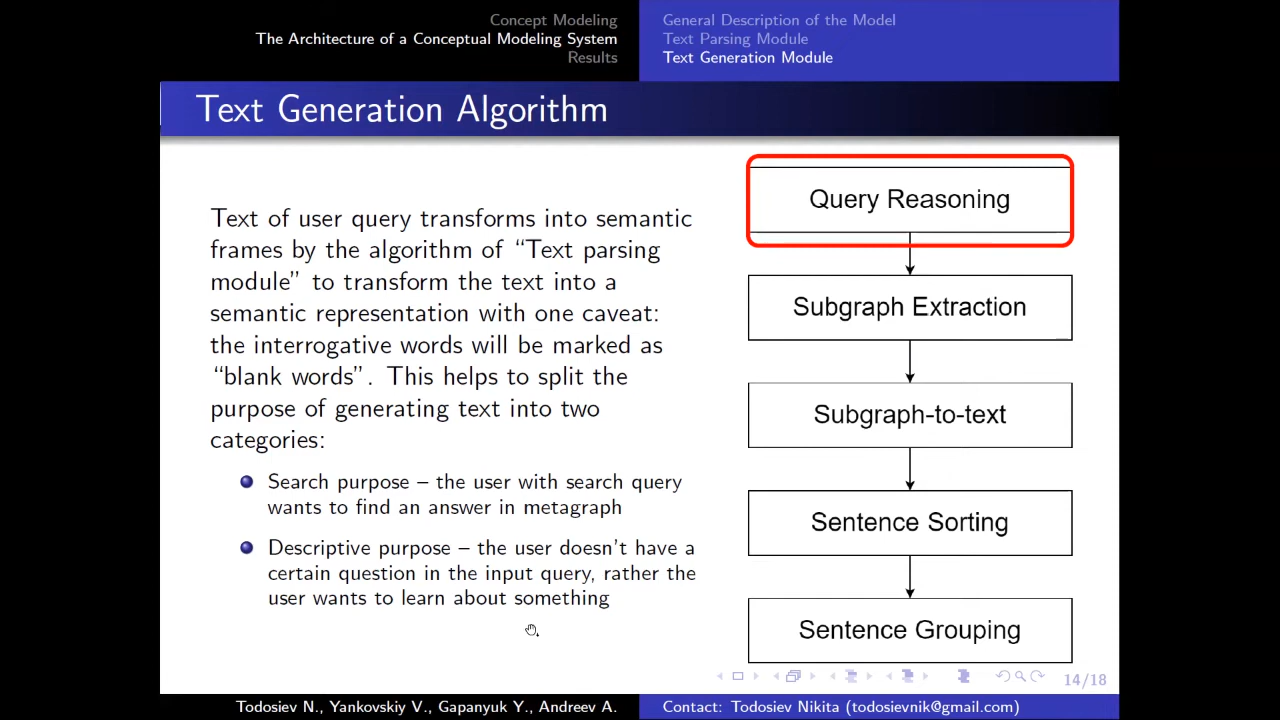 Concept Modeling
The Architecture of a Conceptual Modeling System
Results
General Description of the Model
Text Parsing Module
Text Generation Module
Text Generation Algorithm
Text of user query transforms into semantic
frames by the algorithm of “Text parsing
module” to transform the text into a
semantic representation with one caveat:
the interrogative words will be marked as
“blank words”. This helps to split the
purpose of generating text into two
categories:
Search purpose – the user with search query
wants to find an answer in metagraph
Descriptive purpose – the user doesn't have a
certain question in the input query, rather the
user wants to learn about something
Query Reasoning
Subgraph Extraction
Subgraph-to-text
Sentence Sorting
Sentence Grouping
14/18
Todosiev N., Yankovskiy V., Gapanyuk Y., Andreev A.
Contact: Todosiev Nikita (todosievnik@gmail.com)